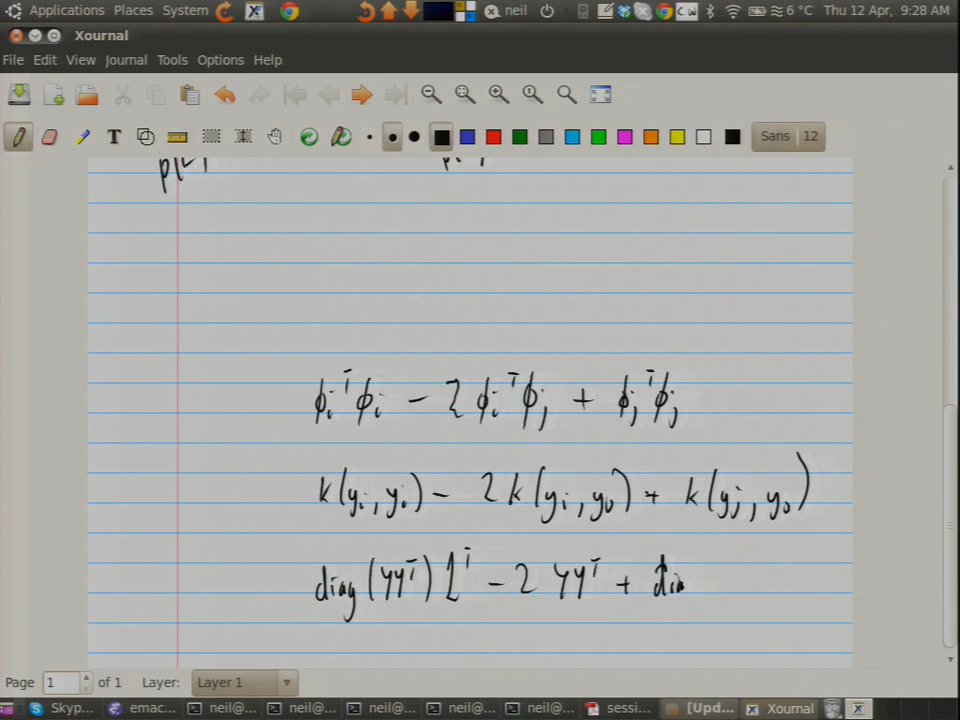 Applications Places System neil 6 °C Thu 12 Apr, 9:28 AM
Xournal
File Edit View Journal Tools Options Help
T Sans 12
ϕᵢᵀϕᵢ − 2ϕᵢᵀϕⱼ + ϕⱼᵀϕⱼ
k(yᵢ, yᵢ) − 2k(yᵢ, yⱼ) + k(yⱼ, yⱼ)
diag(YYᵀ)1ᵀ − 2YYᵀ + dia
Page 1 of 1 Layer: Layer 1
Skyp... emac... neil@... neil@... neil@... neil@... neil@... sessi... [Upd... Xournal